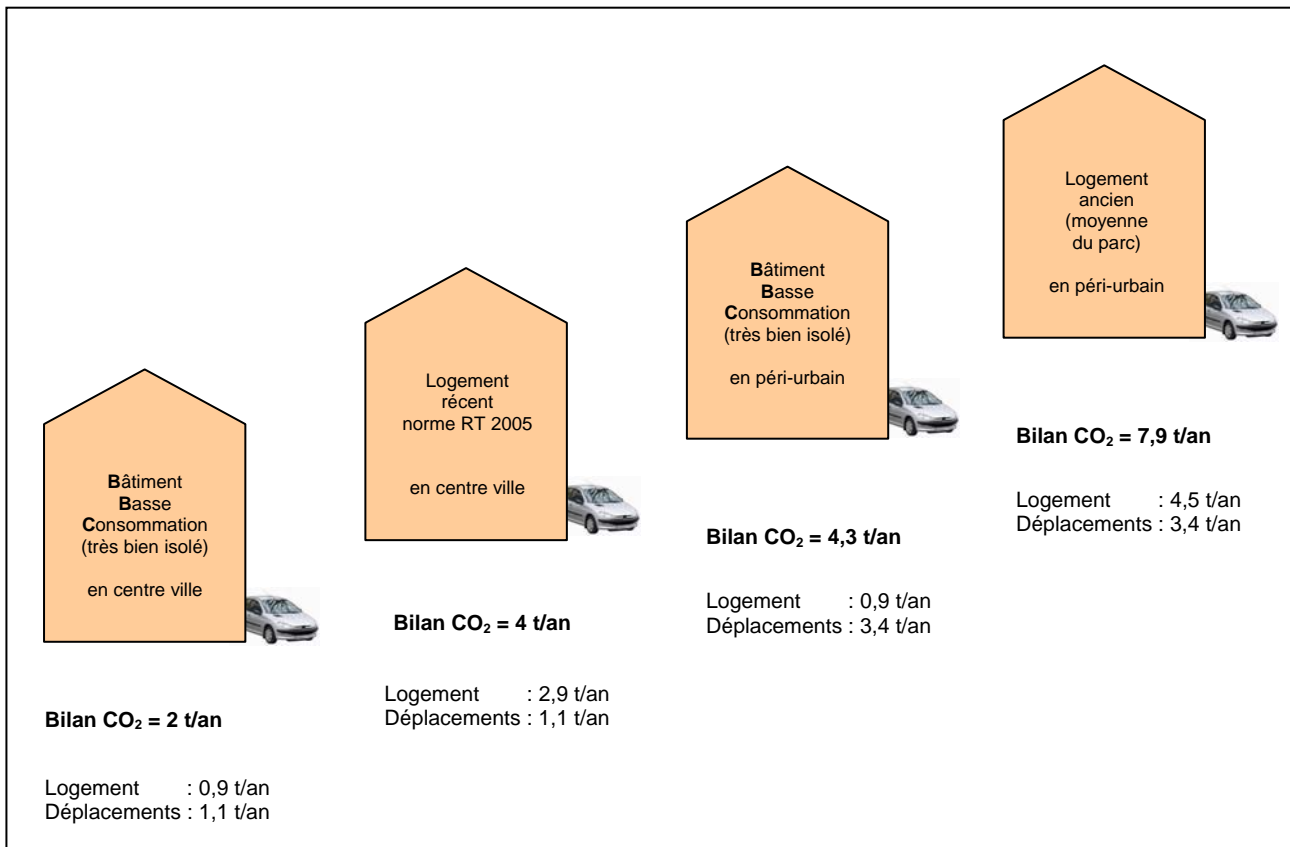 Bâtiment
Basse
Consommation
(très bien isolé)
en centre ville
Bilan CO₂ = 2 t/an
Logement : 0,9 t/an
Déplacements : 1,1 t/an
Logement
récent
norme RT 2005
en centre ville
Bilan CO₂ = 4 t/an
Logement : 2,9 t/an
Déplacements : 1,1 t/an
Bâtiment
Basse
Consommation
(très bien isolé)
en péri-urbain
Bilan CO₂ = 4,3 t/an
Logement : 0,9 t/an
Déplacements : 3,4 t/an
Logement
ancien
(moyenne
du parc)
en péri-urbain
Bilan CO₂ = 7,9 t/an
Logement : 4,5 t/an
Déplacements : 3,4 t/an